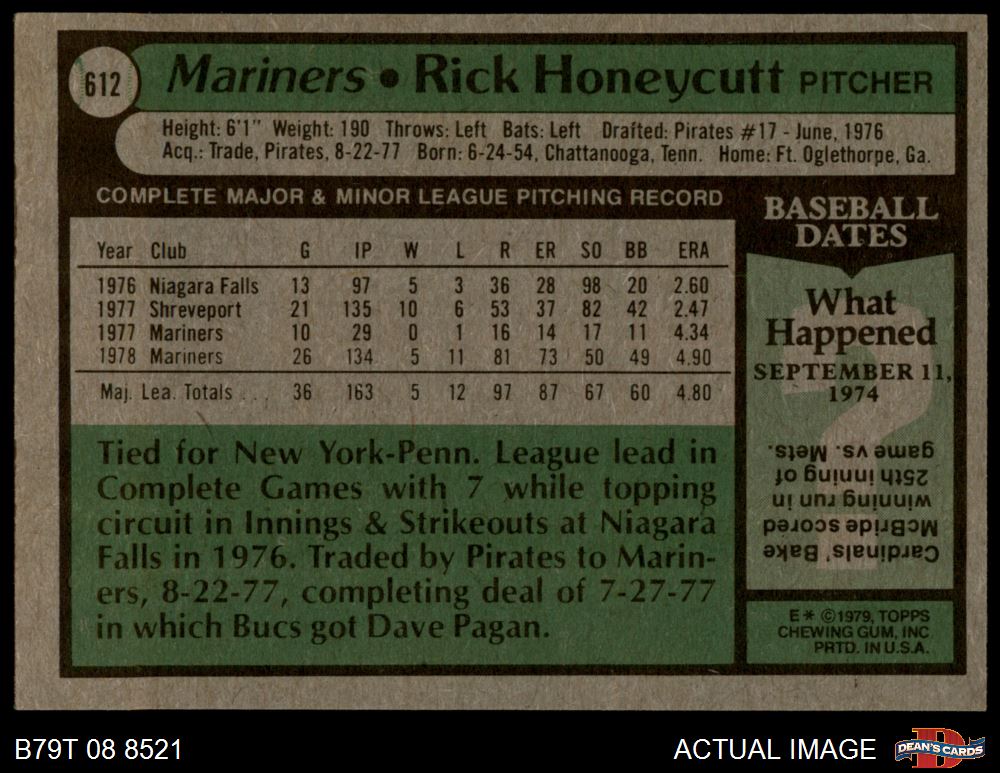 612 Mariners • Rick Honeycutt PITCHER
Height: 6'1" Weight: 190 Throws: Left Bats: Left Drafted: Pirates #17 - June, 1976
Acq.: Trade, Pirates, 8-22-77 Born: 6-24-54, Chattanooga, Tenn. Home: Ft. Oglethorpe, Ga.
COMPLETE MAJOR & MINOR LEAGUE PITCHING RECORD
Year Club G IP W L R ER SO BB ERA
1976 Niagara Falls 13 97 5 3 36 28 98 20 2.60
1977 Shreveport 21 135 10 6 53 37 82 42 2.47
1977 Mariners 10 29 0 1 16 14 17 11 4.34
1978 Mariners 26 134 5 11 81 73 50 49 4.90
Maj. Lea. Totals . . . 36 163 5 12 97 87 67 60 4.80
Tied for New York-Penn. League lead in
Complete Games with 7 while topping
circuit in Innings & Strikeouts at Niagara
Falls in 1976. Traded by Pirates to Marin-
ers, 8-22-77, completing deal of 7-27-77
in which Bucs got Dave Pagan.
BASEBALL
DATES
What
Happened
SEPTEMBER 11,
1974
?
Cardinals' Bake
McBride scored
winning run in
25th inning of
game vs. Mets.
E * ©1979, TOPPS
CHEWING GUM, INC
PRTD. IN U.S.A.
B79T 08 8521
ACTUAL IMAGE
D
DEAN'S CARDS